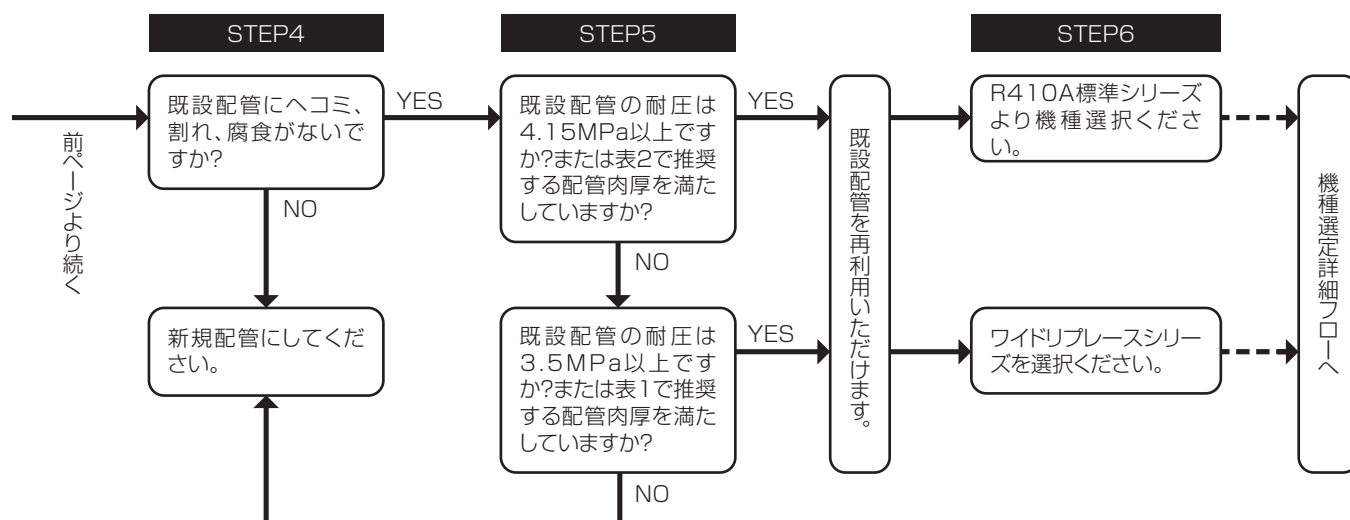 STEP4
STEP5
STEP6
前ページより続く
既設配管にヘコミ、
割れ、腐食がないで
すか?
YES
NO
新規配管にしてくだ
さい。
既設配管の耐圧は
4.15MPa以上です
か?または表2で推奨
する配管肉厚を満た
していますか?
YES
NO
既設配管の耐圧は
3.5MPa以上です
か?または表1で推奨
する配管肉厚を満た
していますか?
YES
NO
既設配管を再利用いただけます。
R410A標準シリーズ
より機種選択くださ
い。
ワイドリプレースシリー
ズを選択ください。
機種選定詳細フローへ